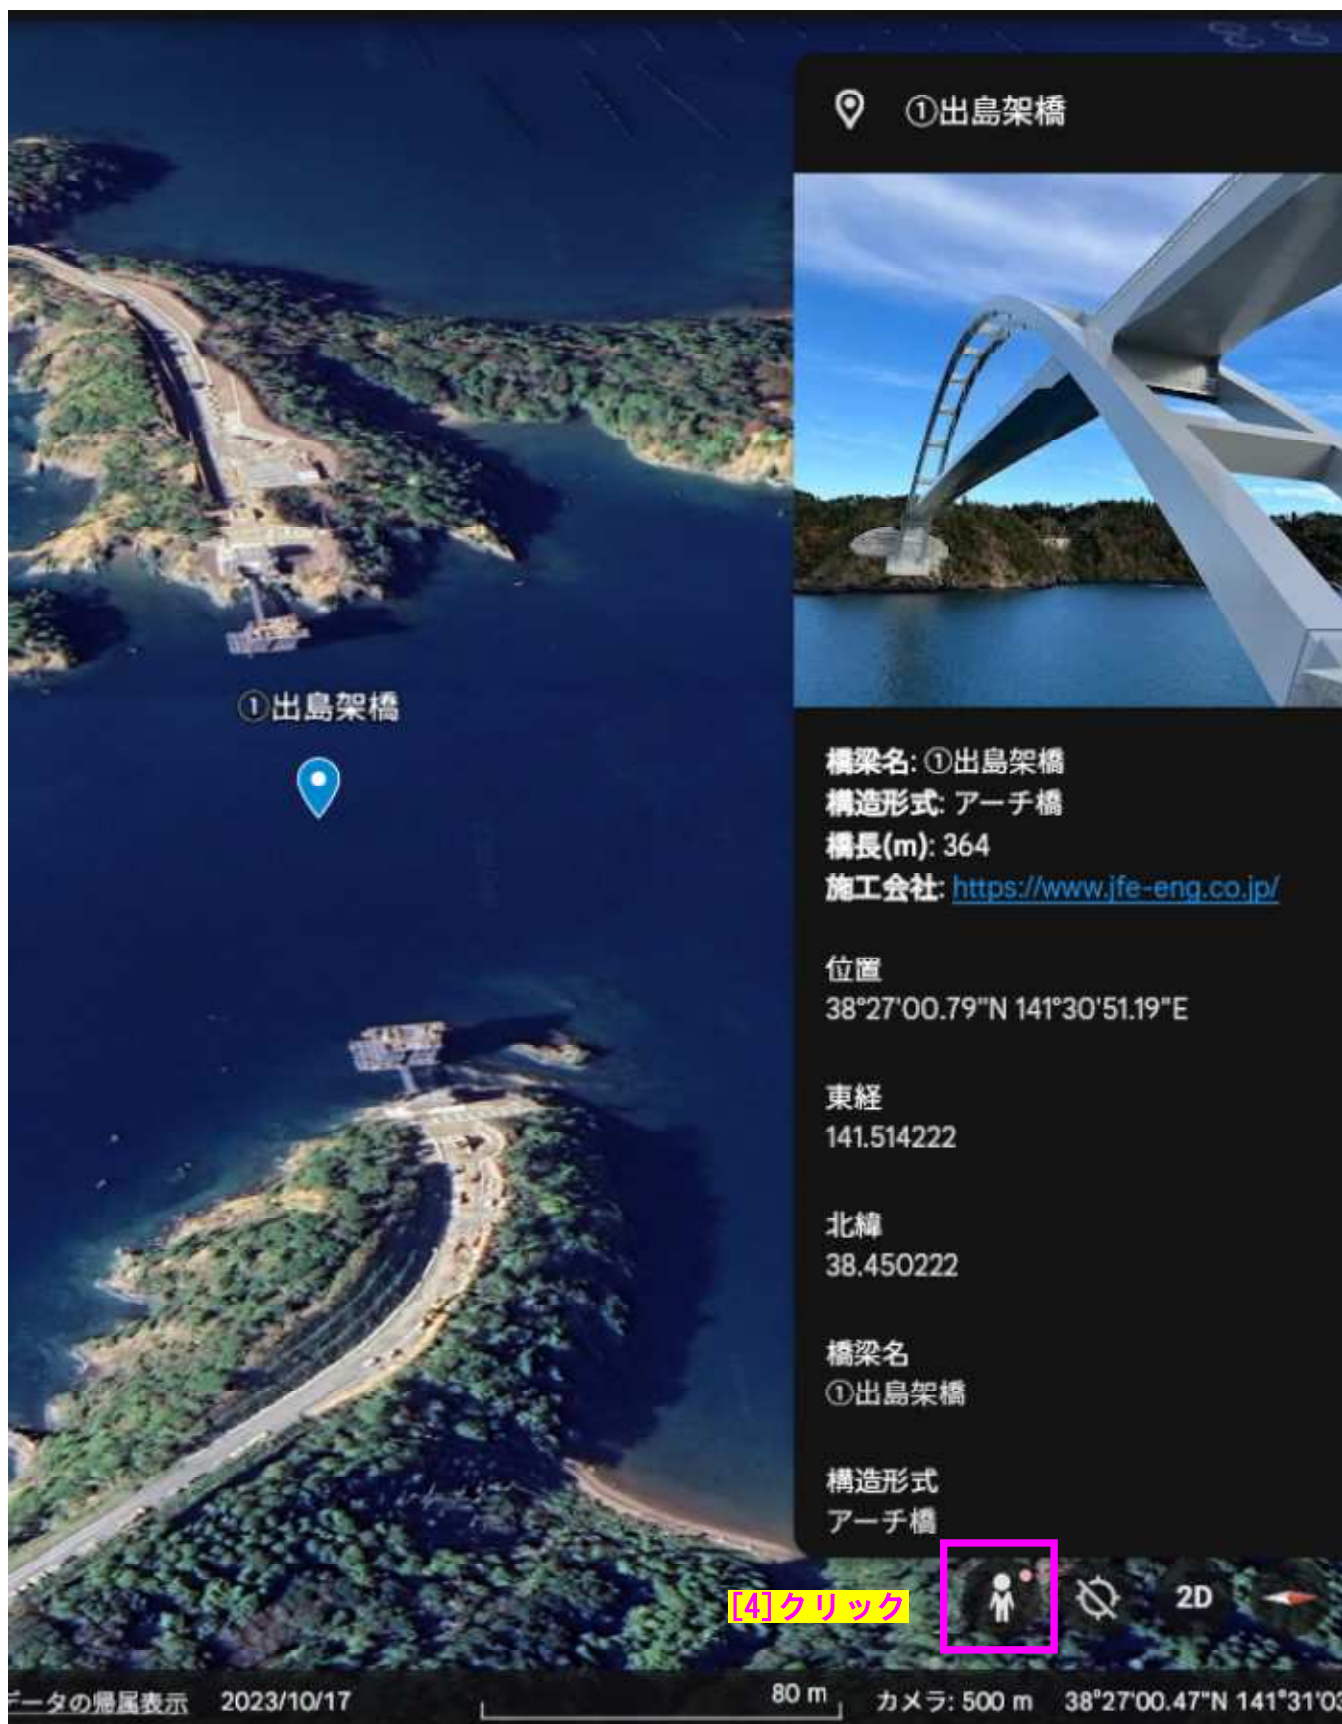 ①出島架橋
①出島架橋
橋梁名: ①出島架橋
構造形式: アーチ橋
橋長(m): 364
施工会社: https://www.jfe-eng.co.jp/
位置
38°27'00.79"N 141°30'51.19"E
東経
141.514222
北緯
38.450222
橋梁名
①出島架橋
構造形式
アーチ橋
[4]クリック
2D
データの帰属表示 2023/10/17 80 m カメラ: 500 m 38°27'00.47"N 141°31'03